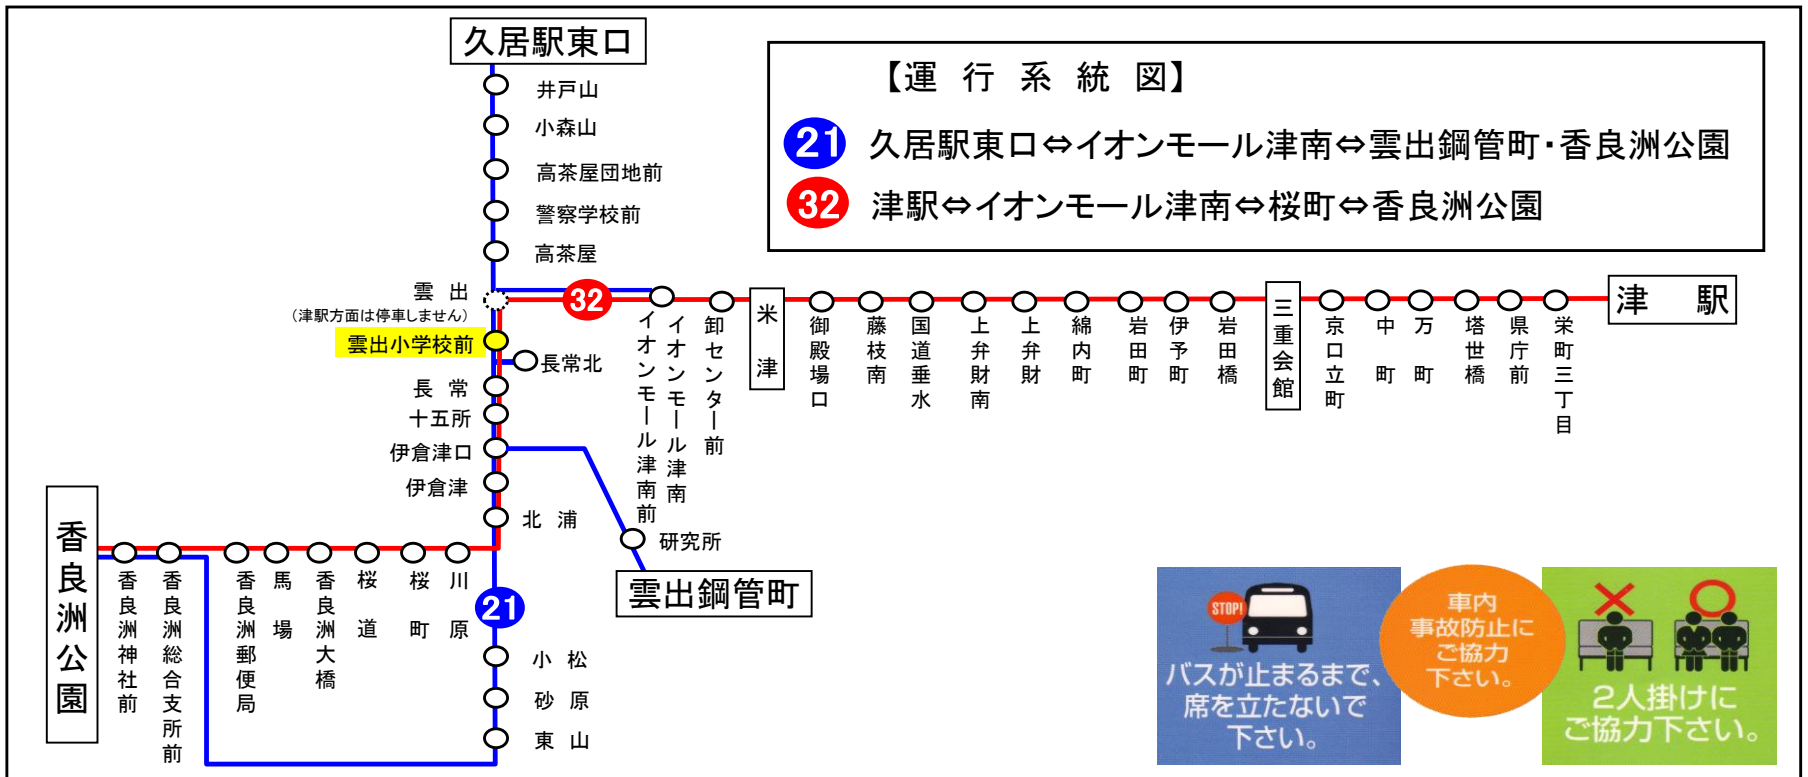 久居駅東口
【運 行 系 統 図】
21 久居駅東口⇔イオンモール津南⇔雲出鋼管町・香良洲公園
32 津駅⇔イオンモール津南⇔桜町⇔香良洲公園
井戸山
小森山
高茶屋団地前
警察学校前
高茶屋
雲 出
(津駅方面は停車しません)
雲出小学校前
長常北
長 常
十五所
伊倉津口
伊倉津
北 浦
32
イオンモール津南前
イオンモール津南
卸センター前
米津
御殿場口
藤枝南
国道垂水
上弁財南
上弁財
綿内町
岩田町
伊予町
岩田橋
三重会館
京口立町
中町
万町
塔世橋
県庁前
栄町三丁目
津 駅
研究所
雲出鋼管町
香良洲公園
香良洲神社前
香良洲総合支所前
香良洲郵便局
馬場
香良洲大橋
桜道
桜町
川原
21
小 松
砂 原
東 山
STOP!
バスが止まるまで、
席を立たないで
下さい。
車内
事故防止に
ご協力
下さい。
2人掛けに
ご協力下さい。